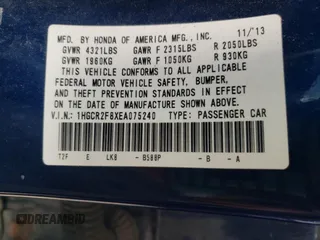 MFD. BY HONDA OF AMERICA MFG., INC. 11/'13
GVWR 4321LBS GAWR F 2315LBS R 2050LBS
GVWR 1960KG GAWR F 1050KG R 930KG
THIS VEHICLE CONFORMS TO ALL APPLICABLE
FEDERAL MOTOR VEHICLE SAFETY, BUMPER,
AND THEFT PREVENTION STANDARDS IN EFFECT
ON THE DATE OF MANUFACTURE SHOWN ABOVE.
V.I.N.: 1HGCR2F8XEA075240 TYPE: PASSENGER CAR
T2F E LK8 - B588P - B - A
DREAMBID